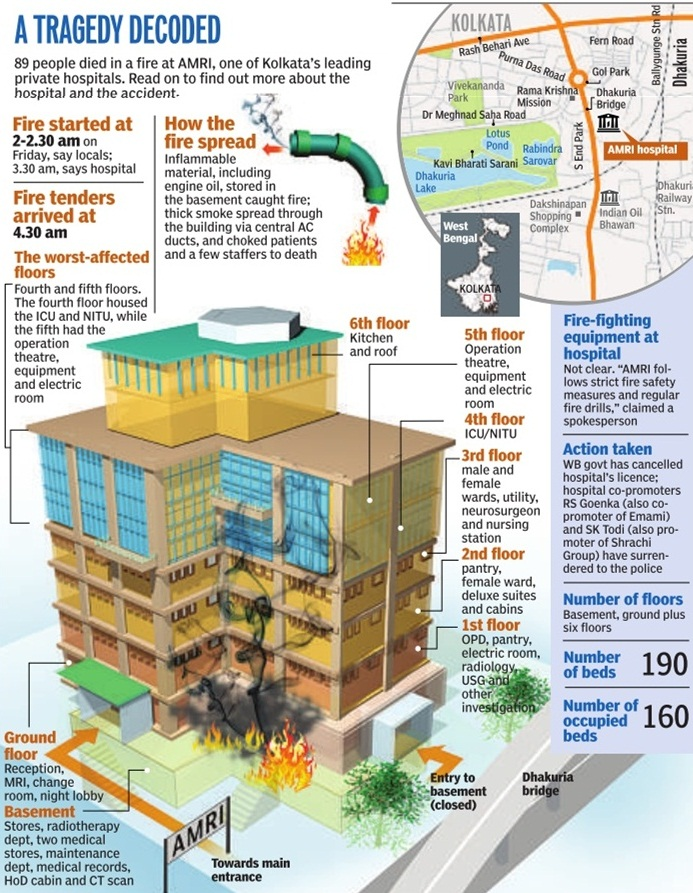 A TRAGEDY DECODED
89 people died in a fire at AMRI, one of Kolkata's leading
private hospitals. Read on to find out more about the
hospital and the accident.
Fire started at
2-2.30 am on
Friday, say locals;
3.30 am, says hospital
Fire tenders
arrived at
4.30 am
The worst-affected
floors
Fourth and fifth floors.
The fourth floor housed
the ICU and NITU, while
the fifth had the
operation
theatre,
equipment
and electric
room
How the
fire spread
Inflammable
material, including
engine oil, stored in
the basement caught fire;
thick smoke spread through
the building via central AC
ducts, and choked patients
and a few staffers to death
KOLKATA
Rash Behari Ave
Purna Das Road
Fern Road
Ballygunge Stn Rd
Dhakuria
Gol Park
Vivekananda
Park
Rama Krishna
Mission
Dhakuria
Bridge
Dr Meghnad Saha Road
AMRI hospital
Lotus
Pond
Rabindra
Sarovar
S End Park
Kavi Bharati Sarani
Dhakuria
Lake
Dakshinapan
Shopping
Complex
Indian Oil
Bhawan
Dhakuri
Railway
Stn.
West
Bengal
KOLKATA
6th floor
Kitchen
and roof
5th floor
Operation
theatre,
equipment
and electric
room
4th floor
ICU/NITU
3rd floor
male and
female
wards, utility,
neurosurgeon
and nursing
station
2nd floor
pantry,
female ward,
deluxe suites
and cabins
1st floor
OPD, pantry,
electric room,
radiology,
USG and
other
investigation
Fire-fighting
equipment at
hospital
Not clear. "AMRI fol-
lows strict fire safety
measures and regular
fire drills," claimed a
spokesperson
Action taken
WB govt has cancelled
hospital's licence;
hospital co-promoters
RS Goenka (also co-
promoter of Emami)
and SK Todi (also pro-
moter of Shrachi
Group) have surren-
dered to the police
Number of floors
Basement, ground plus
six floors
Number
of beds 190
Number of
occupied
beds 160
Ground
floor
Reception,
MRI, change
room, night lobby
Basement
Stores, radiotherapy
dept, two medical
stores, maintenance
dept, medical records,
HoD cabin and CT scan
AMRI
Towards main
entrance
Entry to
basement
(closed)
Dhakuria
bridge